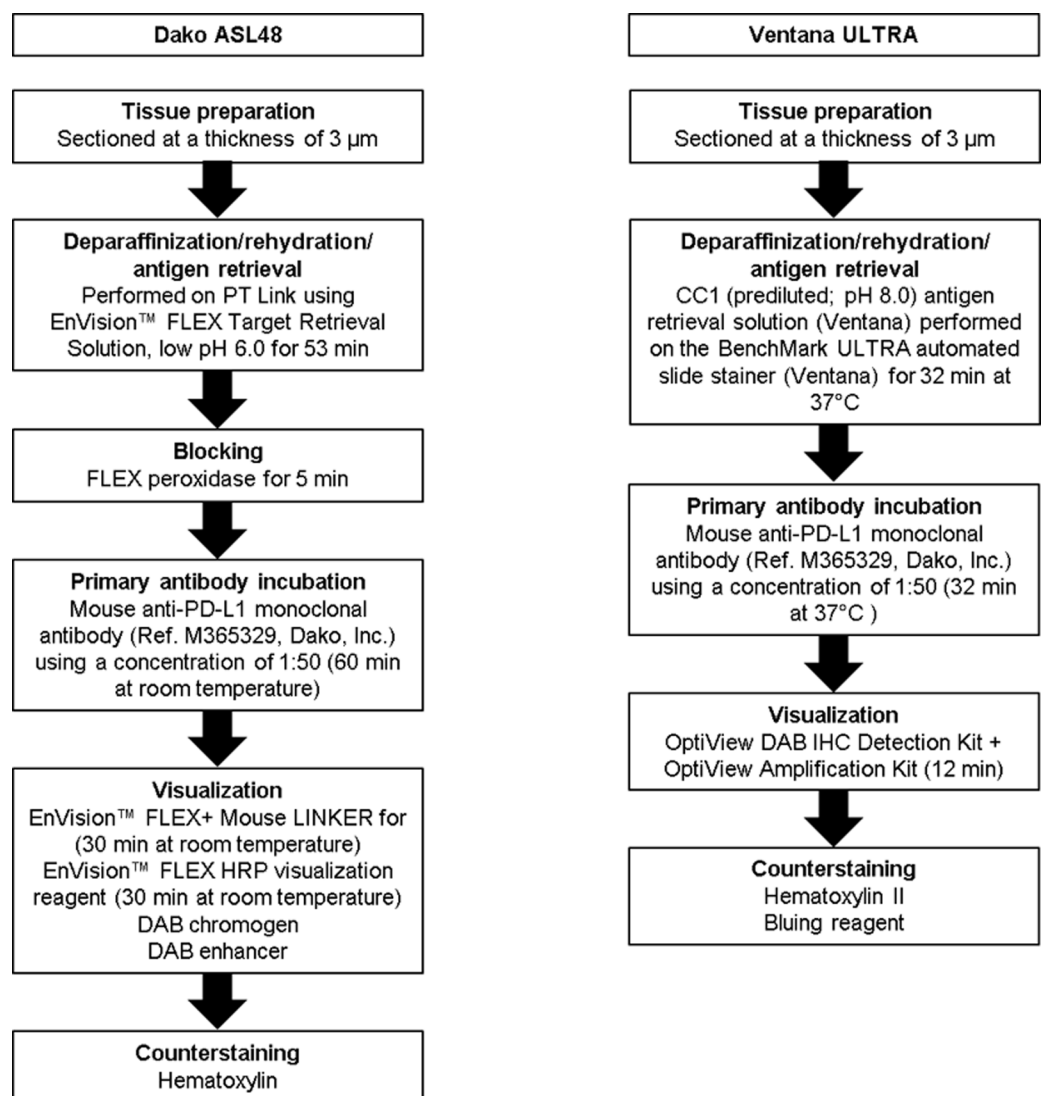 Dako ASL48
Tissue preparation
Sectioned at a thickness of 3 µm
Deparaffinization/rehydration/
antigen retrieval
Performed on PT Link using
EnVision™ FLEX Target Retrieval
Solution, low pH 6.0 for 53 min
Blocking
FLEX peroxidase for 5 min
Primary antibody incubation
Mouse anti-PD-L1 monoclonal
antibody (Ref. M365329, Dako, Inc.)
using a concentration of 1:50 (60 min
at room temperature)
Visualization
EnVision™ FLEX+ Mouse LINKER for
(30 min at room temperature)
EnVision™ FLEX HRP visualization
reagent (30 min at room temperature)
DAB chromogen
DAB enhancer
Counterstaining
Hematoxylin
Ventana ULTRA
Tissue preparation
Sectioned at a thickness of 3 µm
Deparaffinization/rehydration/
antigen retrieval
CC1 (prediluted; pH 8.0) antigen
retrieval solution (Ventana) performed
on the BenchMark ULTRA automated
slide stainer (Ventana) for 32 min at
37°C
Primary antibody incubation
Mouse anti-PD-L1 monoclonal
antibody (Ref. M365329, Dako, Inc.)
using a concentration of 1:50 (32 min
at 37°C )
Visualization
OptiView DAB IHC Detection Kit +
OptiView Amplification Kit (12 min)
Counterstaining
Hematoxylin II
Bluing reagent